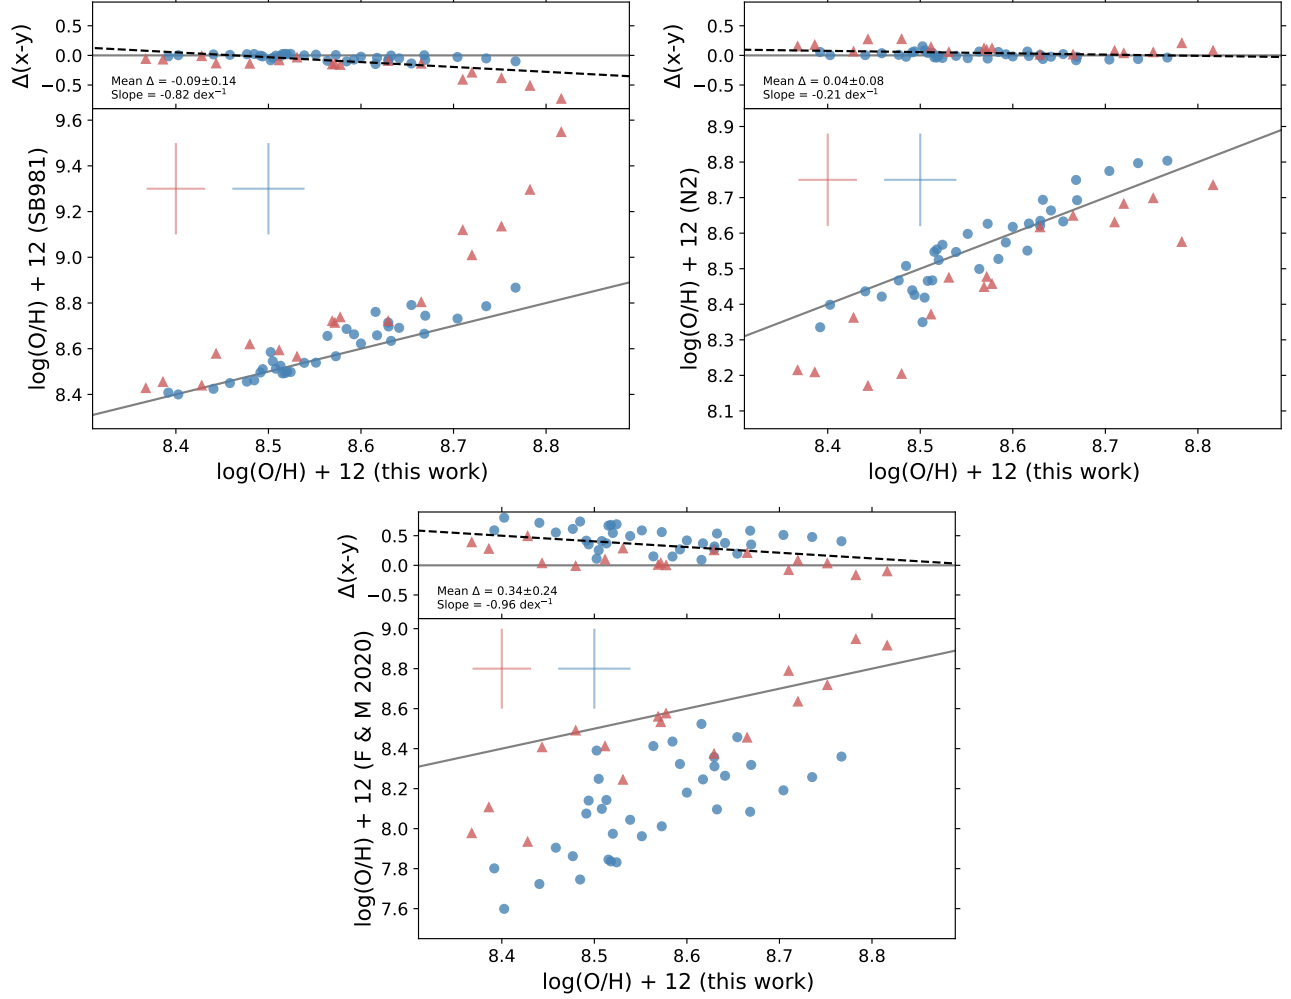 Δ(x-y)
0.5
0.0
−0.5
Mean Δ = -0.09±0.14
Slope = -0.82 dex⁻¹
log(O/H) + 12 (SB981)
9.6
9.4
9.2
9.0
8.8
8.6
8.4
8.4 8.5 8.6 8.7 8.8
log(O/H) + 12 (this work)
Δ(x-y)
0.5
0.0
−0.5
Mean Δ = 0.04±0.08
Slope = -0.21 dex⁻¹
log(O/H) + 12 (N2)
8.9
8.8
8.7
8.6
8.5
8.4
8.3
8.2
8.1
8.4 8.5 8.6 8.7 8.8
log(O/H) + 12 (this work)
Δ(x-y)
0.5
0.0
−0.5
Mean Δ = 0.34±0.24
Slope = -0.96 dex⁻¹
log(O/H) + 12 (F & M 2020)
9.0
8.8
8.6
8.4
8.2
8.0
7.8
7.6
8.4 8.5 8.6 8.7 8.8
log(O/H) + 12 (this work)